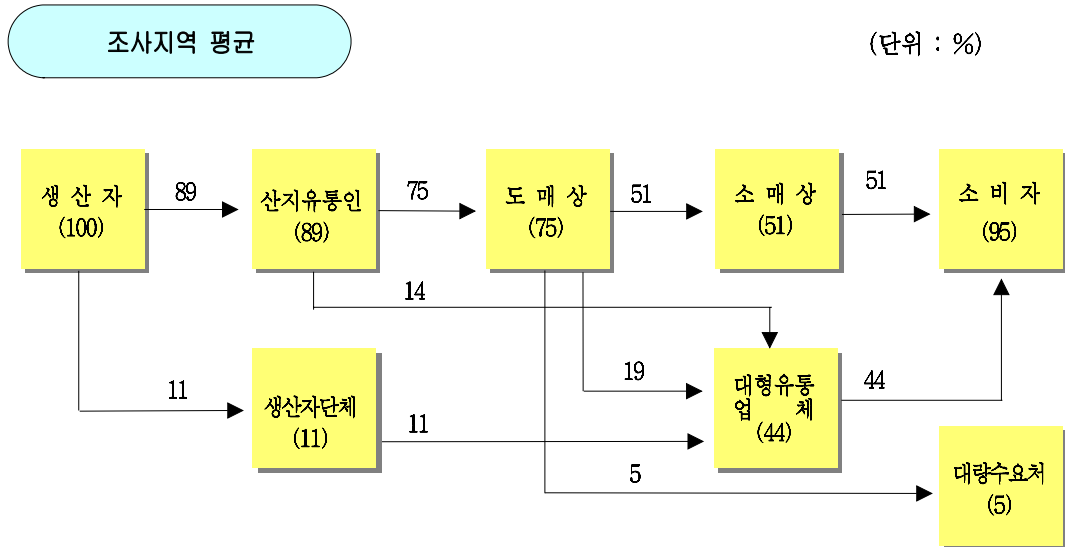 조사지역 평균
(단위 : %)
생 산 자
(100)
89
산지유통인
(89)
75
도 매 상
(75)
51
소 매 상
(51)
51
소 비 자
(95)
14
11
생산자단체
(11)
11
19
대형유통
업 체
(44)
44
5
대량수요처
(5)